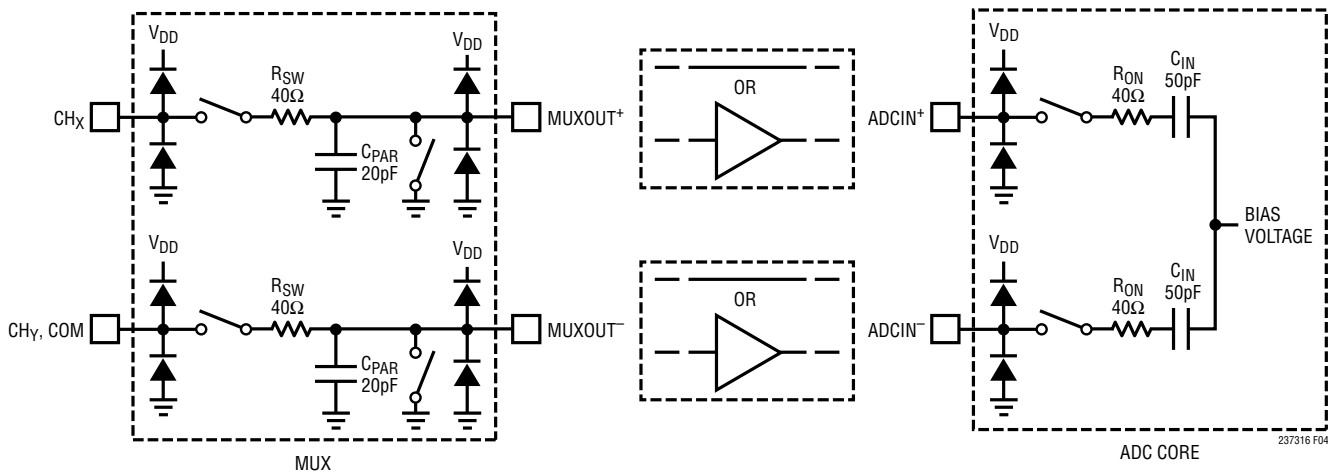 VDD
VDD
RSW
40Ω
CHX
CPAR
20pF
MUXOUT+
OR
ADCIN+
VDD
RON
40Ω
CIN
50pF
BIAS
VOLTAGE
VDD
VDD
RSW
40Ω
CHY, COM
CPAR
20pF
MUXOUT–
OR
ADCIN–
VDD
RON
40Ω
CIN
50pF
MUX
ADC CORE
237316 F04